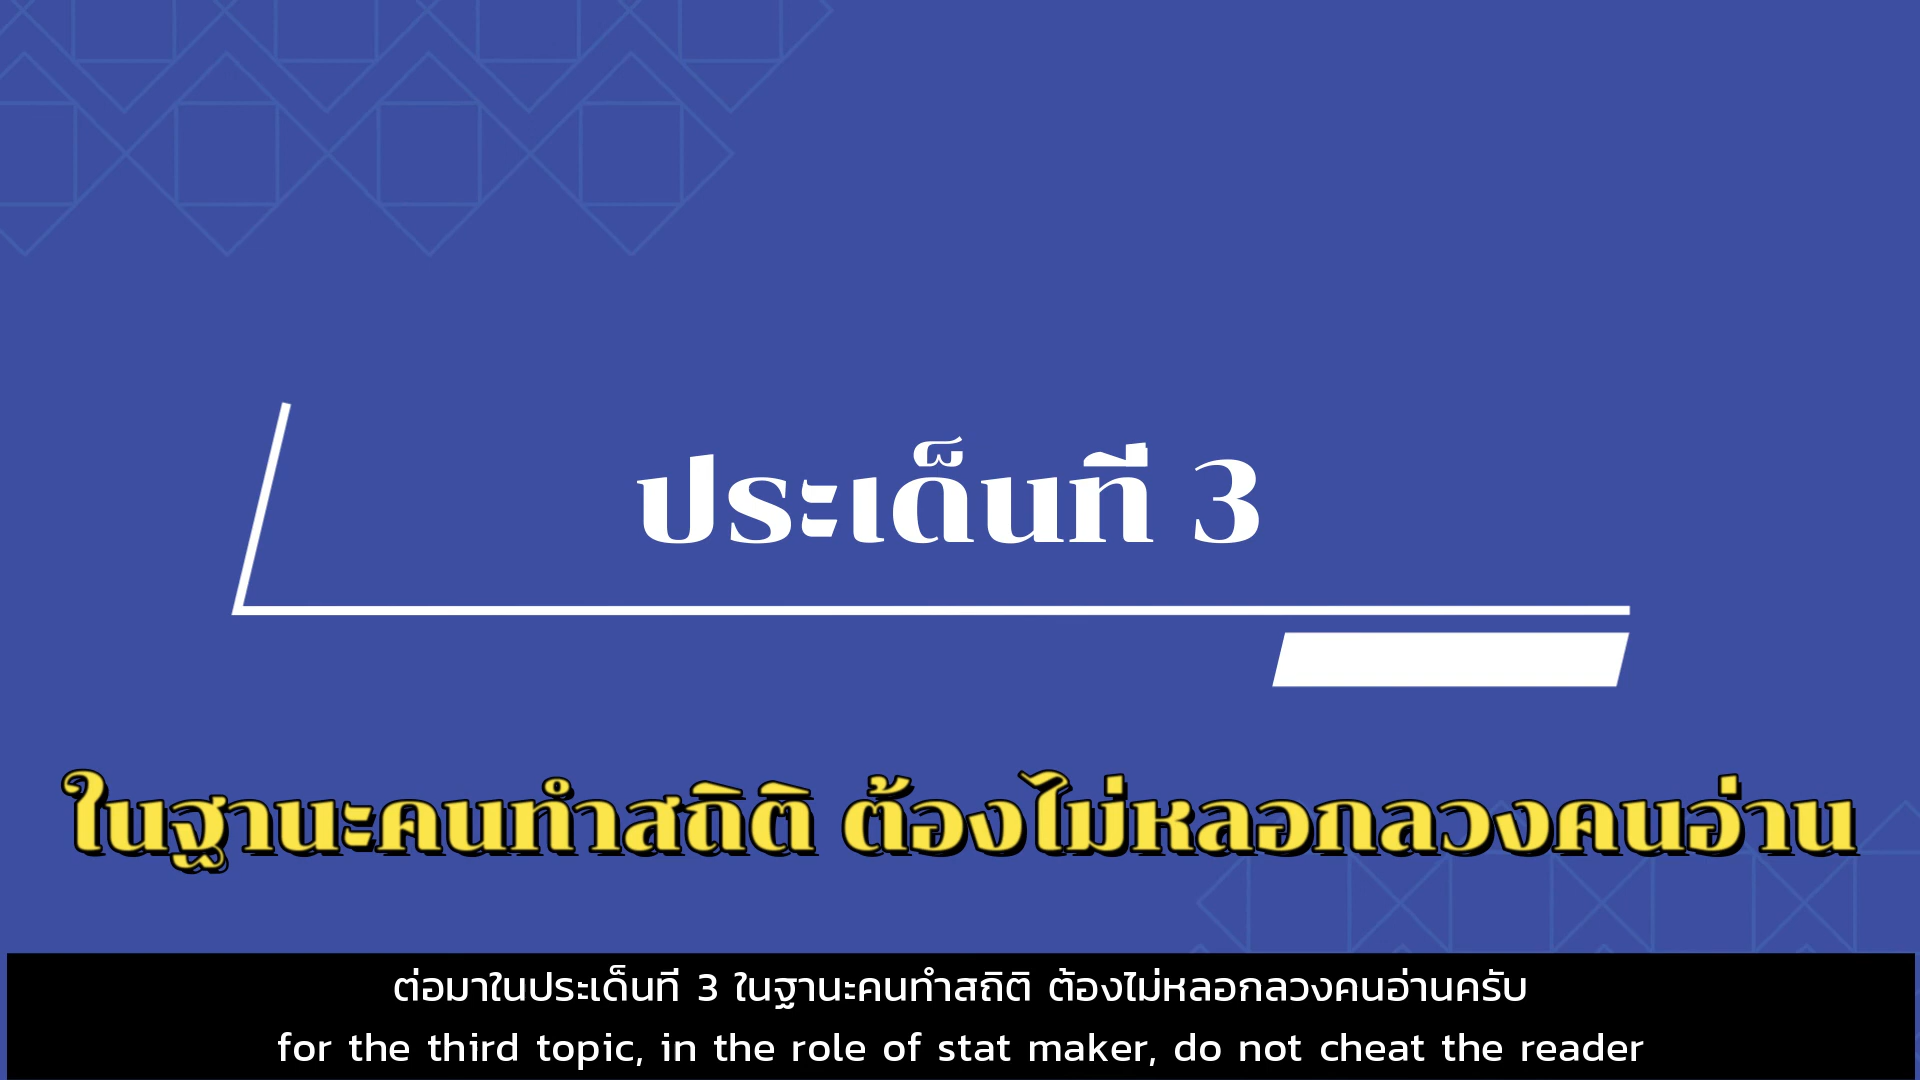 ประเด็นที่ 3
ในฐานะคนทำสถิติ ต้องไม่หลอกลวงคนอ่าน
ต่อมาในประเด็นที่ 3 ในฐานะคนทำสถิติ ต้องไม่หลอกลวงคนอ่านครับ
for the third topic, in the role of stat maker, do not cheat the reader